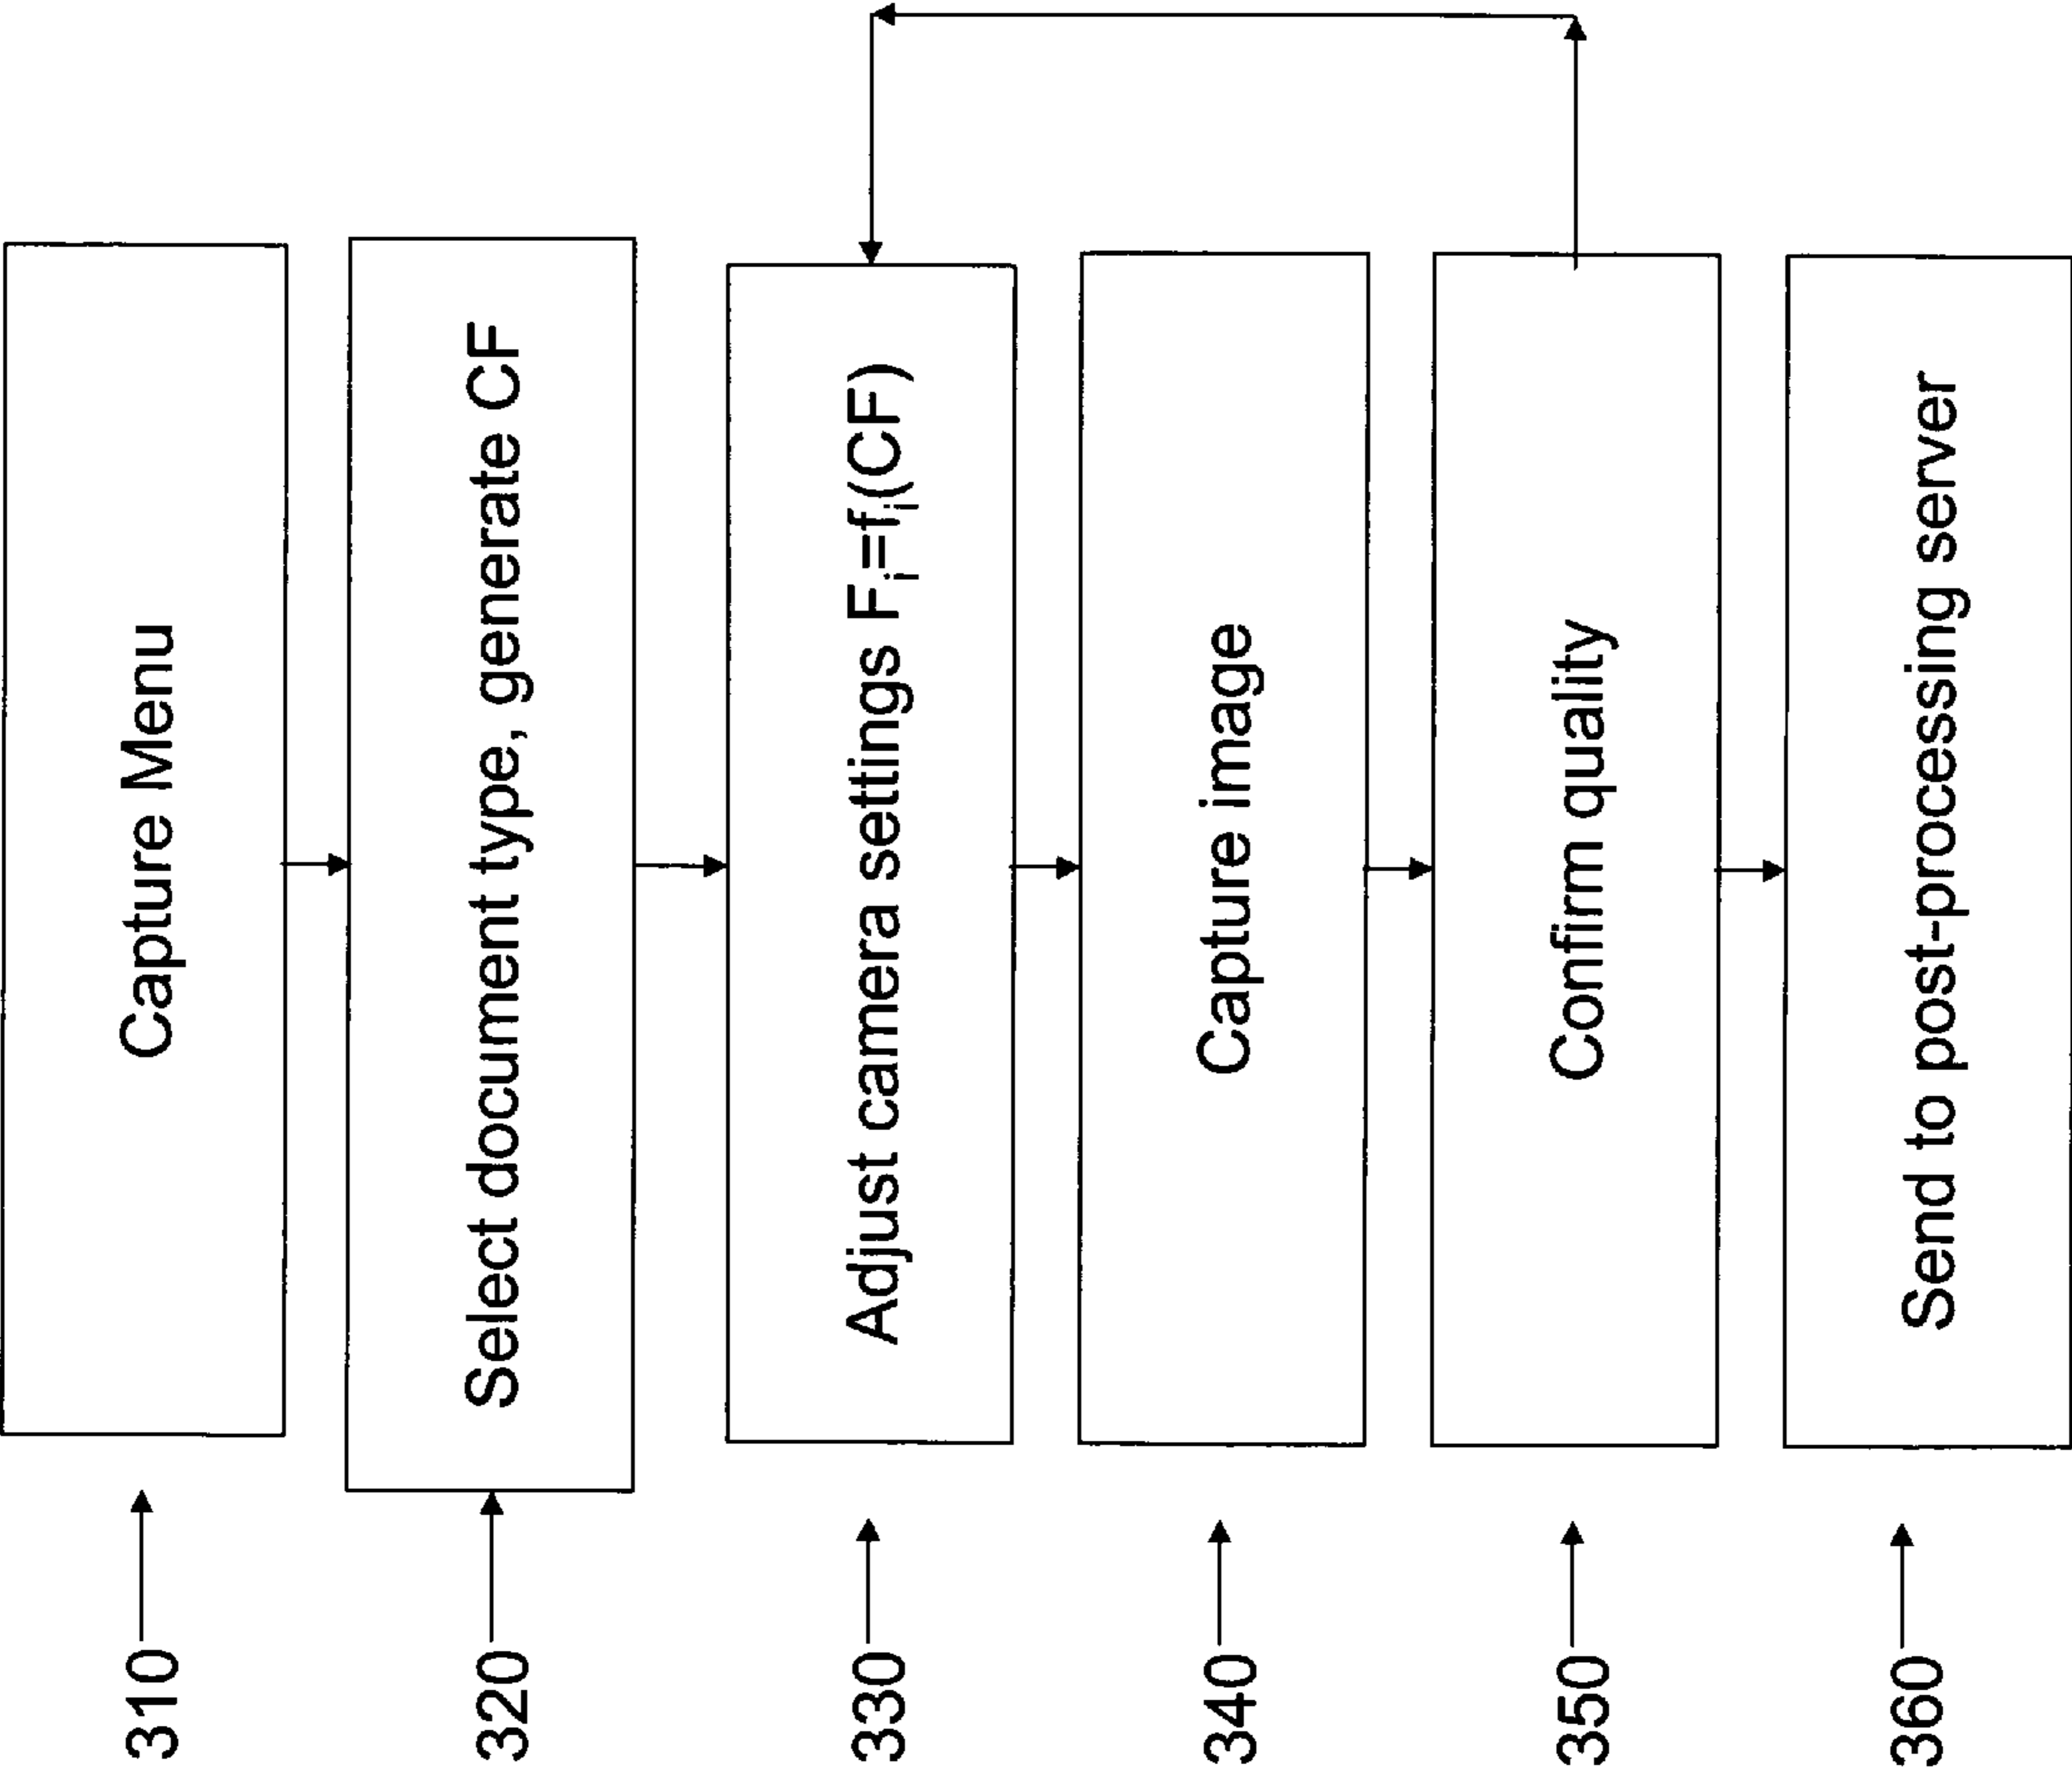 310
Capture Menu
320
Select document type, generate CF
330
Adjust camera settings Fᵢ=fᵢ(CF)
340
Capture image
350
Confirm quality
360
Send to post-processing server